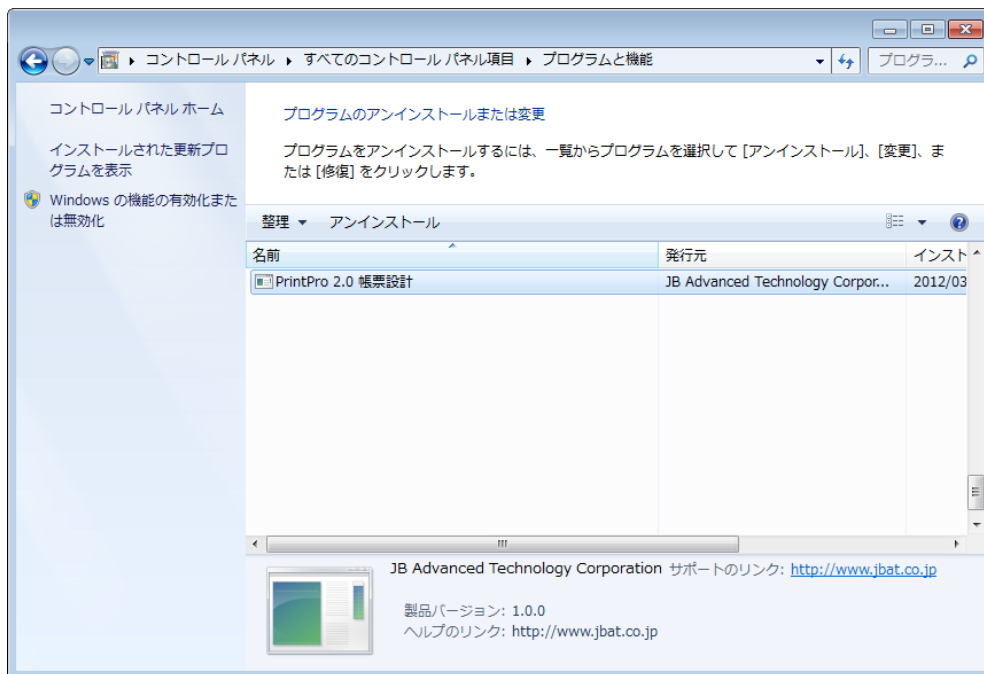 コントロール パネル ▸ すべてのコントロール パネル項目 ▸ プログラムと機能
プログラ...
コントロール パネル ホーム
インストールされた更新プロ
グラムを表示
Windows の機能の有効化また
は無効化
プログラムのアンインストールまたは変更
プログラムをアンインストールするには、一覧からプログラムを選択して [アンインストール]、[変更]、ま
たは [修復] をクリックします。
整理 ▼ アンインストール
名前 発行元 インスト
PrintPro 2.0 帳票設計 JB Advanced Technology Corpor... 2012/03
JB Advanced Technology Corporation サポートのリンク: http://www.jbat.co.jp
製品バージョン: 1.0.0
ヘルプのリンク: http://www.jbat.co.jp